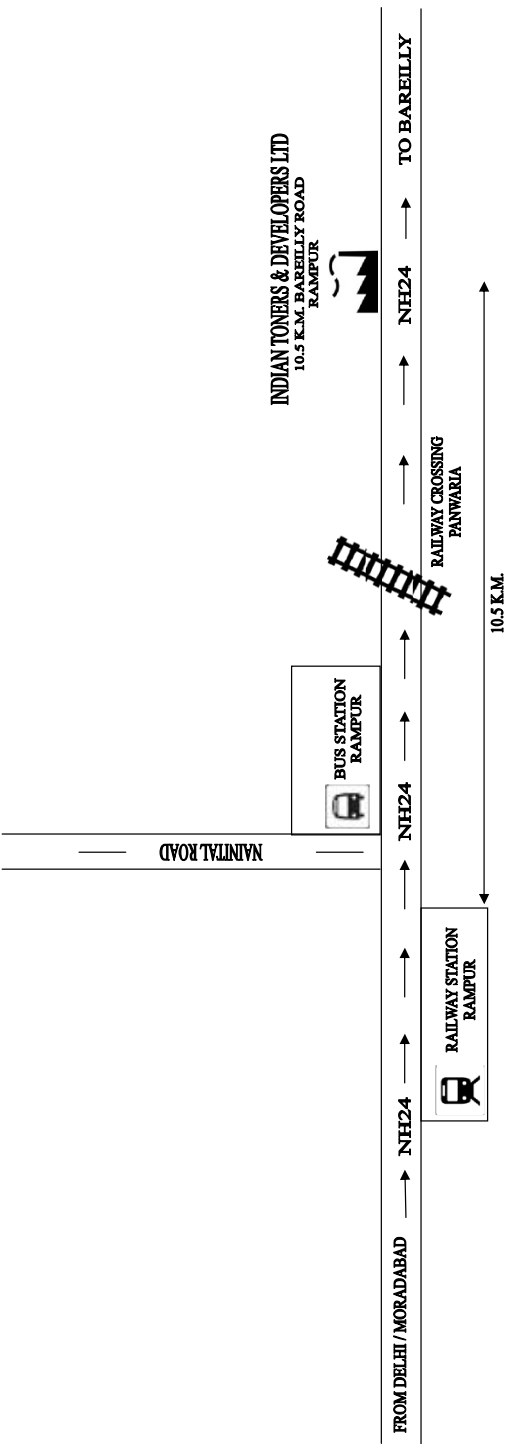 INDIAN TONERS & DEVELOPERS LTD
10.5 K.M. BAREILLY ROAD
RAMPUR
NAINITAL ROAD
BUS STATION
RAMPUR
FROM DELHI / MORADABAD
NH24
NH24
NH24
TO BAREILLY
RAILWAY STATION
RAMPUR
RAILWAY CROSSING
PANWARIA
10.5 K.M.